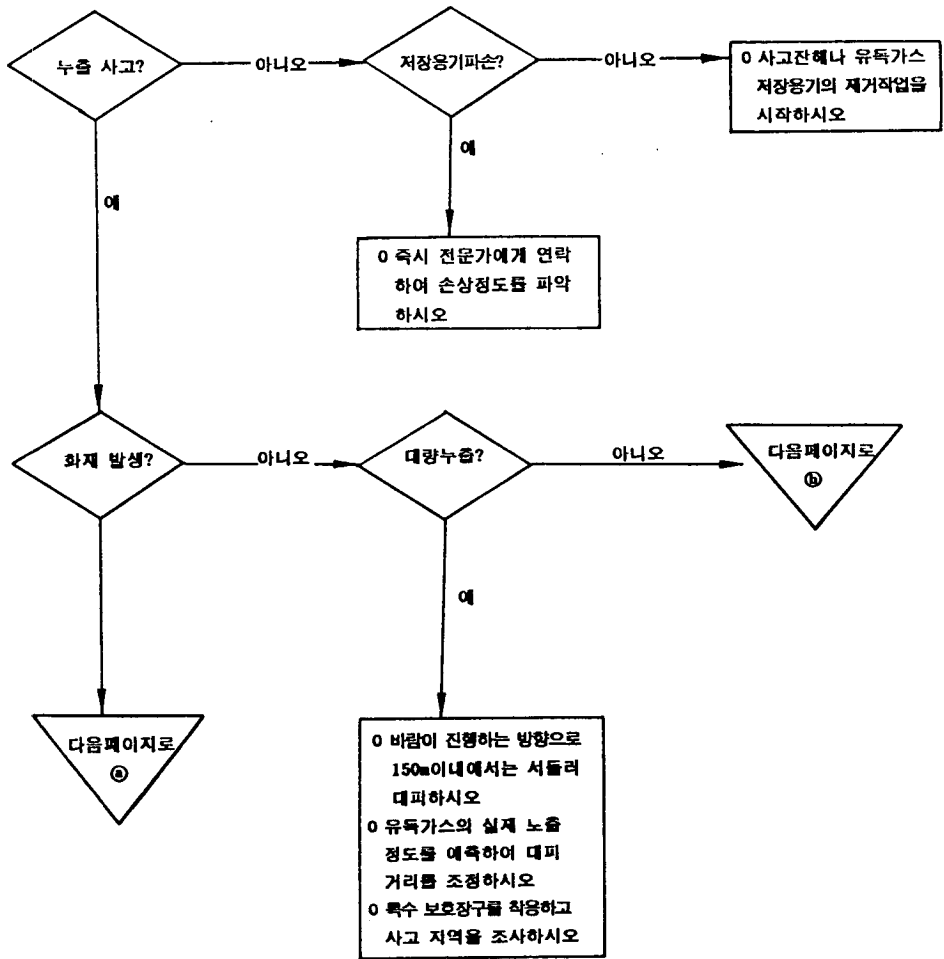 누출 사고?
아니오
저장용기파손?
아니오
0 사고잔해나 유독가스
저장용기의 제거작업을
시작하시오
예
예
0 즉시 전문가에게 연락
하여 손상정도를 파악
하시오
화재 발생?
아니오
대량누출?
아니오
다음페이지로
ⓑ
예
다음페이지로
ⓐ
0 바람이 진행하는 방향으로
150m이내에서는 서둘러
대피하시오
0 유독가스의 실제 노출
정도를 예측하여 대피
거리를 조정하시오
0 특수 보호장구를 착용하고
사고 지역을 조사하시오